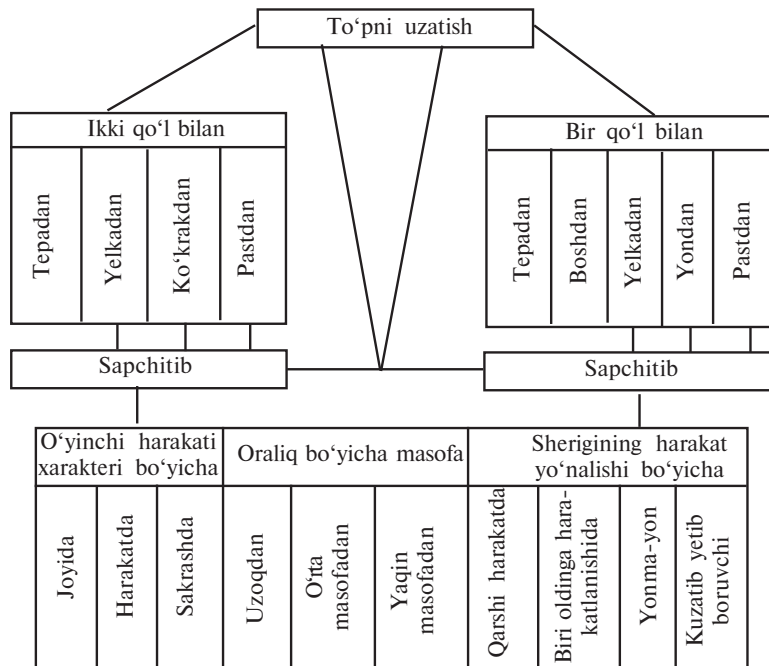 To‘pni uzatish
Ikki qo‘l bilan
Tepadan
Yelkadan
Ko‘krakdan
Pastdan
Bir qo‘l bilan
Tepadan
Boshdan
Yelkadan
Yondan
Pastdan
Sapchitib
Sapchitib
O‘yinchi harakati
xarakteri bo‘yicha
Oraliq bo‘yicha masofa
Sherigining harakat
yo‘nalishi bo‘yicha
Joyida
Harakatda
Sakrashda
Uzoqdan
O‘rta
masofadan
Yaqin
masofadan
Qarshi harakatda
Biri oldinga hara-
katlanishida
Yonma-yon
Kuzatib yetib
boruvchi